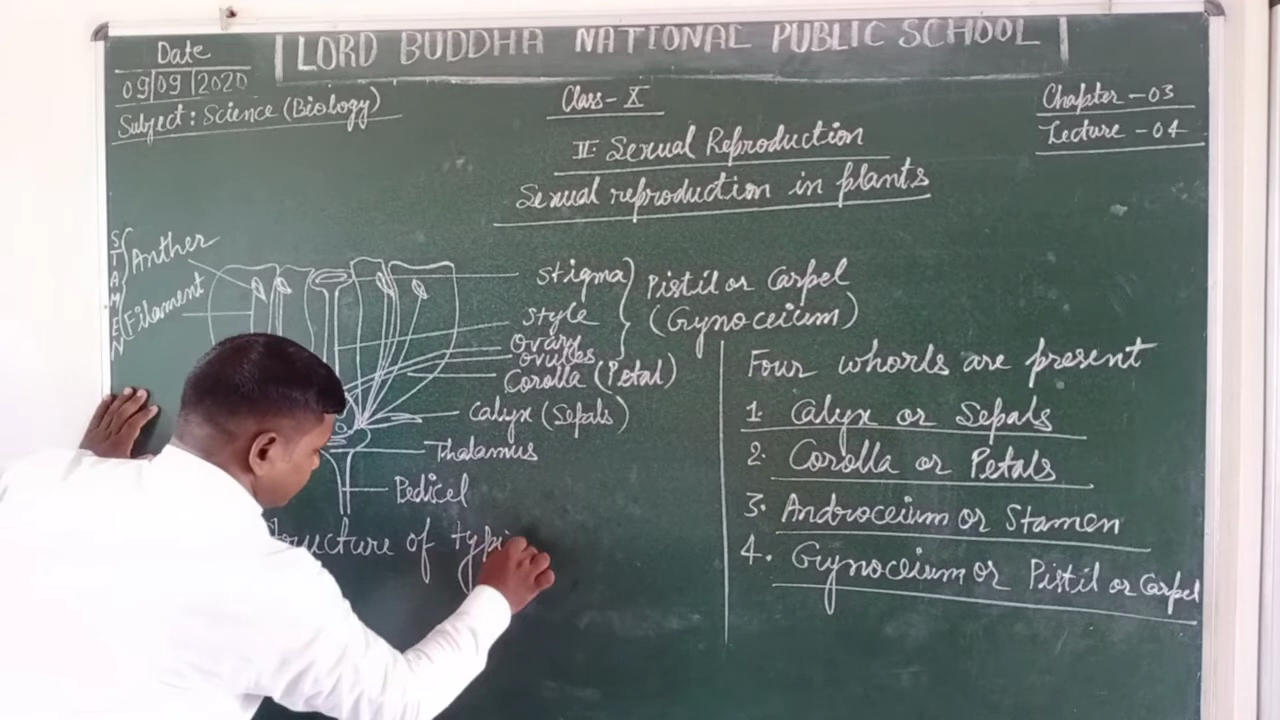 Date
09/09/2020
LORD BUDDHA NATIONAL PUBLIC SCHOOL
Subject: Science (Biology)
Class-X
Chapter-03
Lecture-04
II. Sexual Reproduction
Sexual reproduction in plants
STAMEN
Anther
Filament
Stigma
Style
Ovary
Ovules
Corolla (Petal)
Calyx (Sepals)
Thalamus
Pedicel
Pistil or Carpel
(Gynoceium)
Structure of typi
Four whorls are present
1. Calyx or Sepals
2. Corolla or Petals
3. Androceium or Stamen
4. Gynoceium or Pistil or Carpel